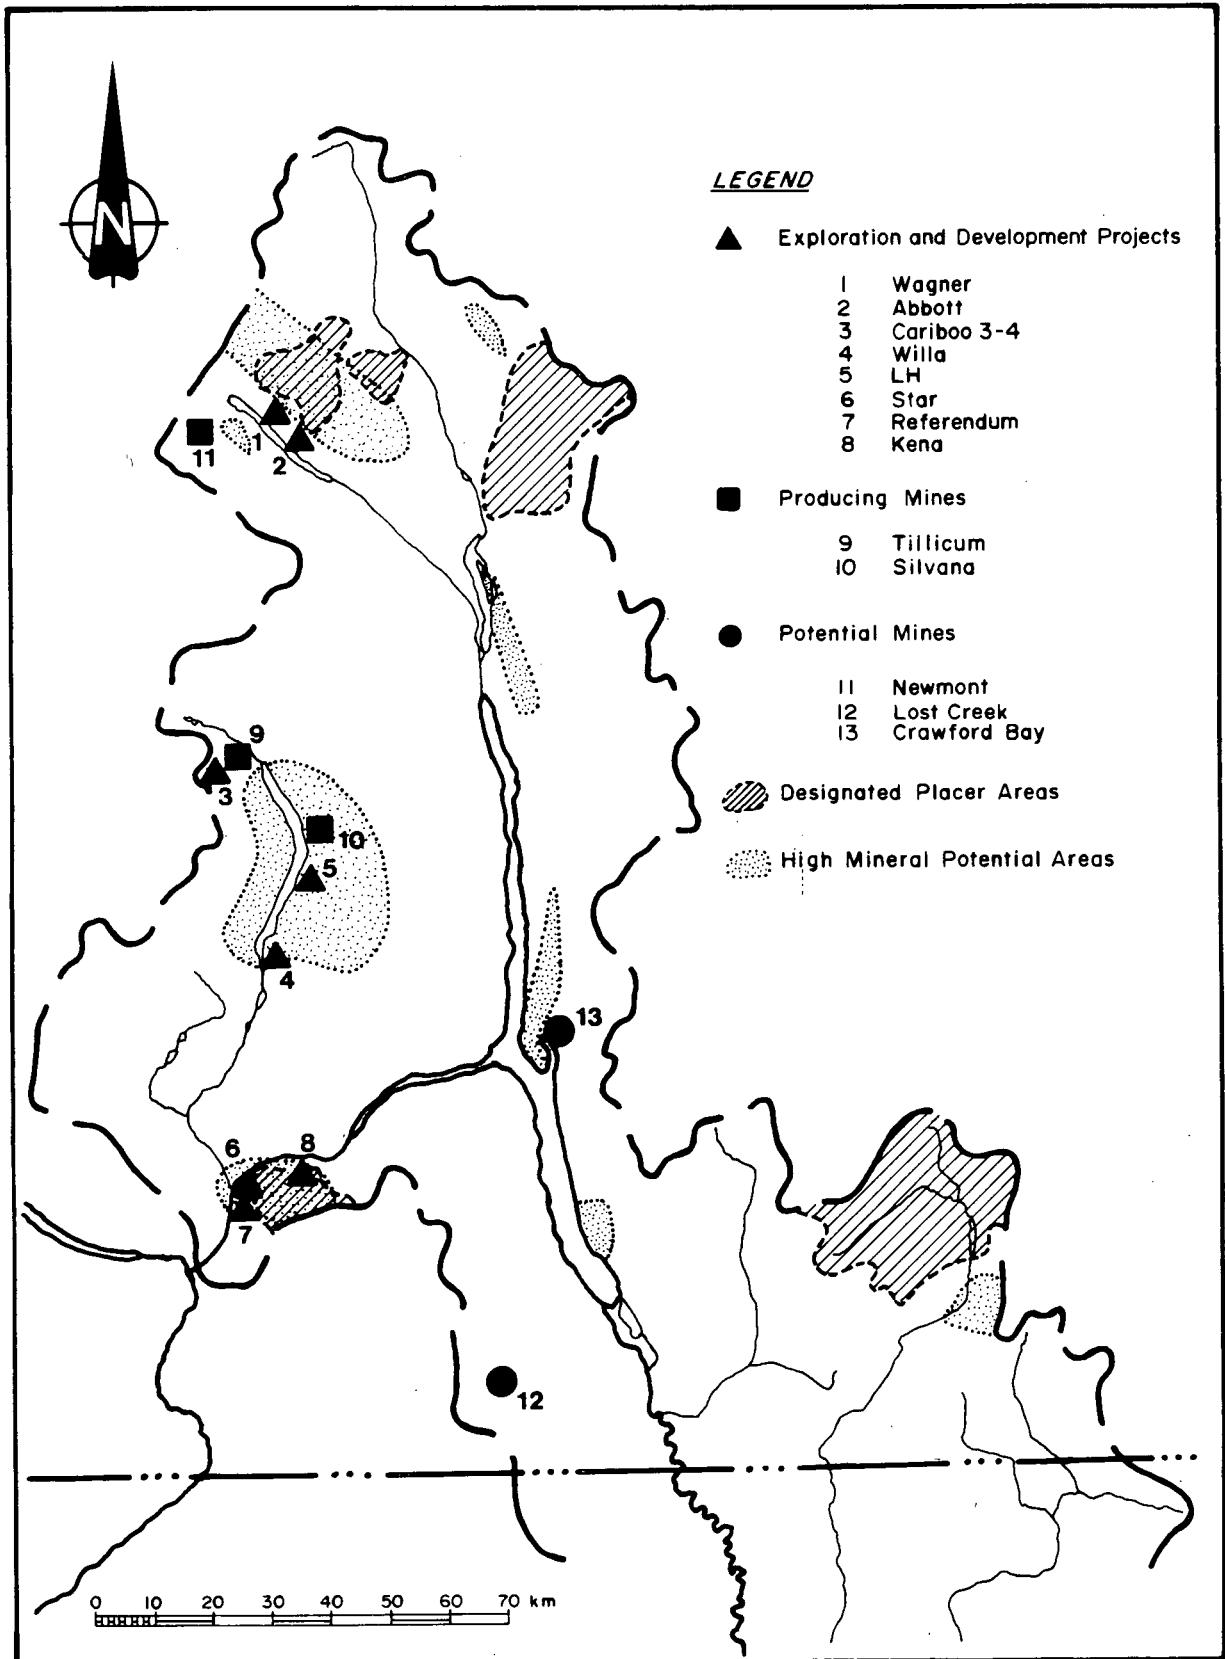 N
LEGEND
Exploration and Development Projects
1 Wagner
2 Abbott
3 Cariboo 3-4
4 Willa
5 LH
6 Star
7 Referendum
8 Kena
Producing Mines
9 Tillicum
10 Silvana
Potential Mines
11 Newmont
12 Lost Creek
13 Crawford Bay
Designated Placer Areas
High Mineral Potential Areas
1
11
2
9
3
10
5
4
13
6
8
7
12
0 10 20 30 40 50 60 70 km